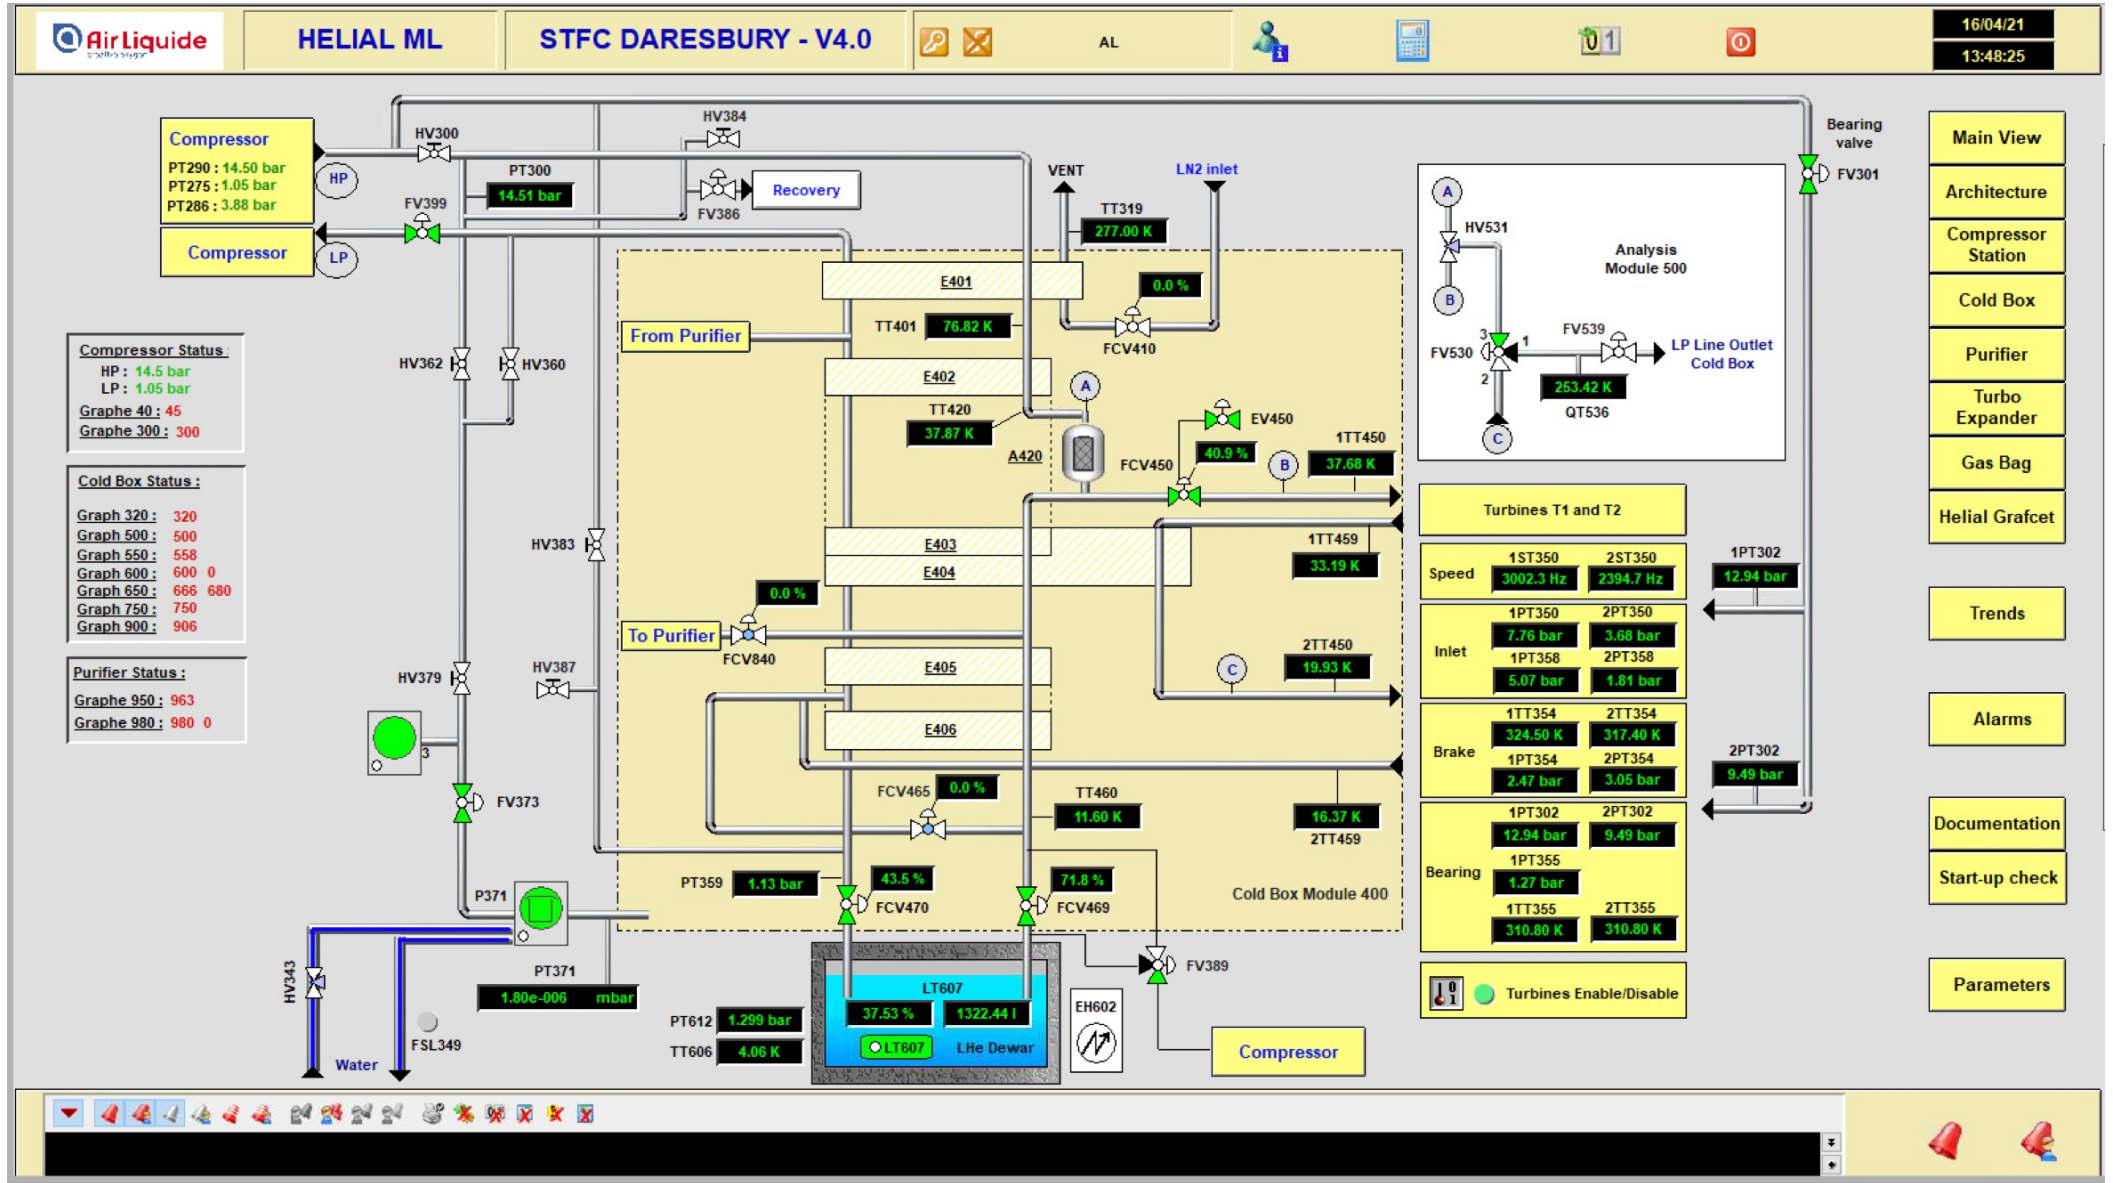 Air Liquide
creative oxygen
HELIAL ML
STFC DARESBURY - V4.0
AL
0 1
16/04/21
13:48:25
Compressor
PT290 : 14.50 bar
PT275 : 1.05 bar
PT286 : 3.88 bar
HP
Compressor
LP
HV300
PT300
14.51 bar
FV399
HV384
FV386
Recovery
VENT
LN2 inlet
TT319
277.00 K
Bearing
valve
FV301
E401
0.0 %
FCV410
From Purifier
TT401
76.82 K
E402
TT420
37.87 K
A
A420
EV450
FCV450
40.9 %
B
1TT450
37.68 K
HV362
HV360
Compressor Status :
HP : 14.5 bar
LP : 1.05 bar
Graphe 40 : 45
Graphe 300 : 300
Cold Box Status :
Graph 320 : 320
Graph 500 : 500
Graph 550 : 558
Graph 600 : 600 0
Graph 650 : 666 680
Graph 750 : 750
Graph 900 : 906
Purifier Status :
Graphe 950 : 963
Graphe 980 : 980 0
HV383
E403
E404
1TT459
33.19 K
0.0 %
To Purifier
FCV840
HV387
HV379
E405
C
2TT450
19.93 K
E406
3
FV373
FCV465
0.0 %
TT460
11.60 K
16.37 K
2TT459
PT359
1.13 bar
43.5 %
FCV470
71.8 %
FCV469
Cold Box Module 400
P371
HV343
PT371
1.80e-006 mbar
FSL349
Water
PT612
1.299 bar
TT606
4.06 K
LT607
37.53 %
1322.44 l
LT607
LHe Dewar
EH602
FV389
Compressor
A
HV531
B
Analysis
Module 500
3
FV530
1
2
FV539
LP Line Outlet
Cold Box
253.42 K
QT536
C
Turbines T1 and T2
Speed
1ST350 2ST350
3002.3 Hz 2394.7 Hz
Inlet
1PT350 2PT350
7.76 bar 3.68 bar
1PT358 2PT358
5.07 bar 1.81 bar
Brake
1TT354 2TT354
324.50 K 317.40 K
1PT354 2PT354
2.47 bar 3.05 bar
Bearing
1PT302 2PT302
12.94 bar 9.49 bar
1PT355
1.27 bar
1TT355 2TT355
310.80 K 310.80 K
0
1
Turbines Enable/Disable
1PT302
12.94 bar
2PT302
9.49 bar
Main View
Architecture
Compressor
Station
Cold Box
Purifier
Turbo
Expander
Gas Bag
Helial Grafcet
Trends
Alarms
Documentation
Start-up check
Parameters